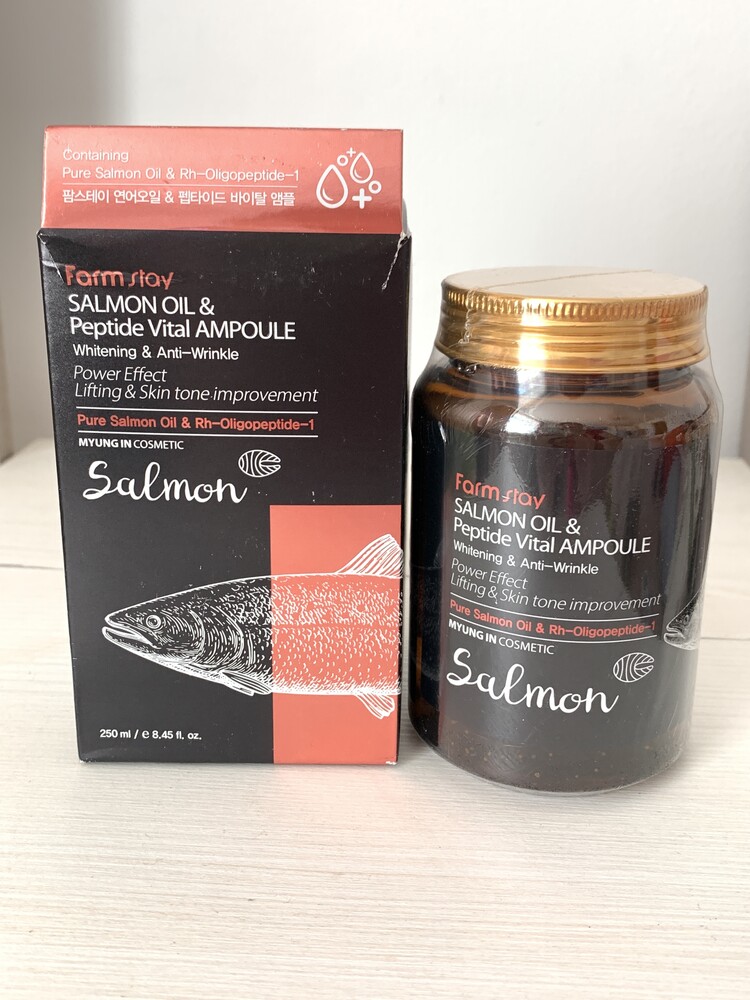 Containing
Pure Salmon Oil & Rh-Oligopeptide-1
팜스테이 연어오일 & 펩타이드 바이탈 앰플
Farm stay
SALMON OIL &
Peptide Vital AMPOULE
Whitening & Anti-Wrinkle
Power Effect
Lifting & Skin tone improvement
Pure Salmon Oil & Rh-Oligopeptide-1
MYUNG IN COSMETIC
Salmon
250 ml / ℮ 8.45 fl. oz.
Farm stay
SALMON OIL &
Peptide Vital AMPOULE
Whitening & Anti-Wrinkle
Power Effect
Lifting & Skin tone improvement
Pure Salmon Oil & Rh-Oligopeptide-1
MYUNG IN COSMETIC
Salmon